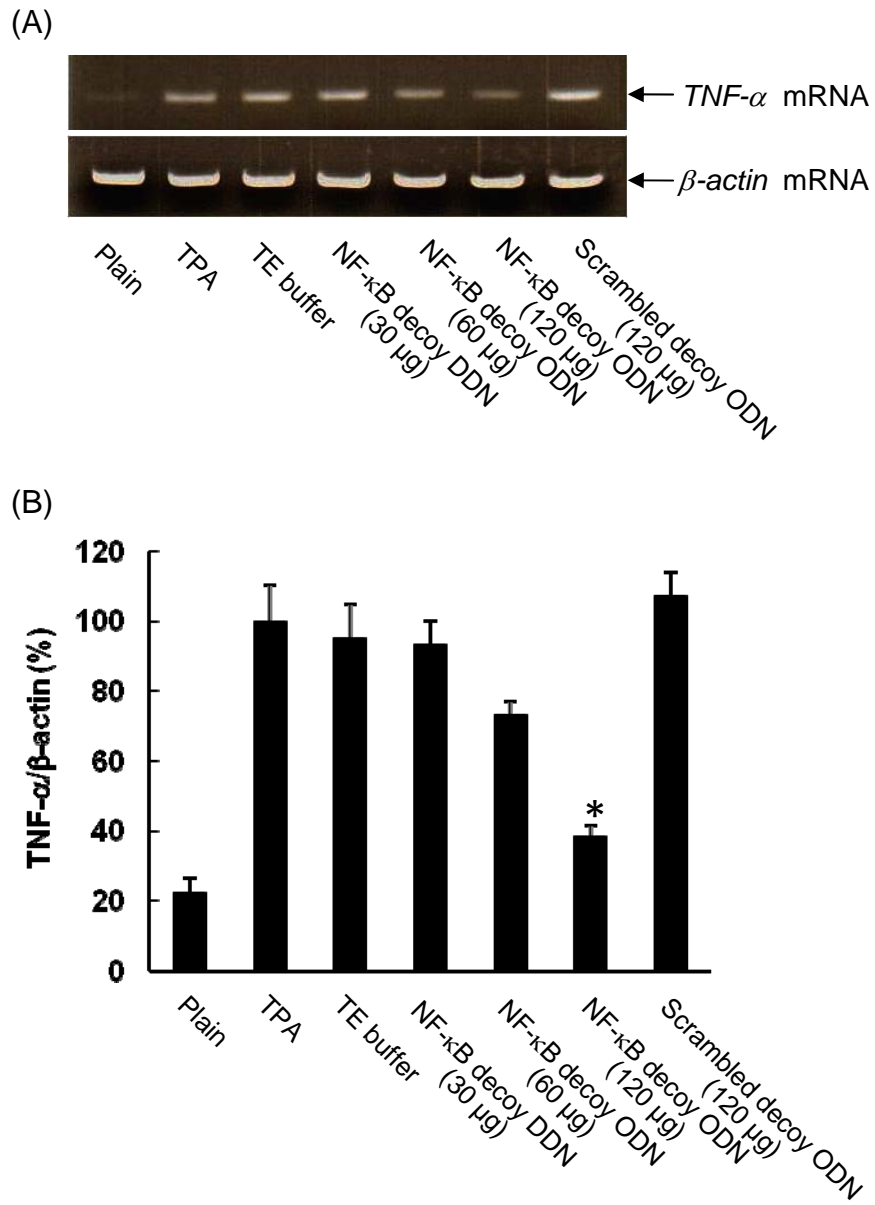 (A)
TNF-α mRNA
β-actin mRNA
Plain
TPA
TE buffer
NF-κB decoy DDN
(30 µg)
NF-κB decoy ODN
(60 µg)
NF-κB decoy ODN
(120 µg)
Scrambled decoy ODN
(120 µg)
(B)
TNF-α/β-actin (%)
120
100
80
60
40
20
0
*
Plain
TPA
TE buffer
NF-κB decoy DDN
(30 µg)
NF-κB decoy ODN
(60 µg)
NF-κB decoy ODN
(120 µg)
Scrambled decoy ODN
(120 µg)